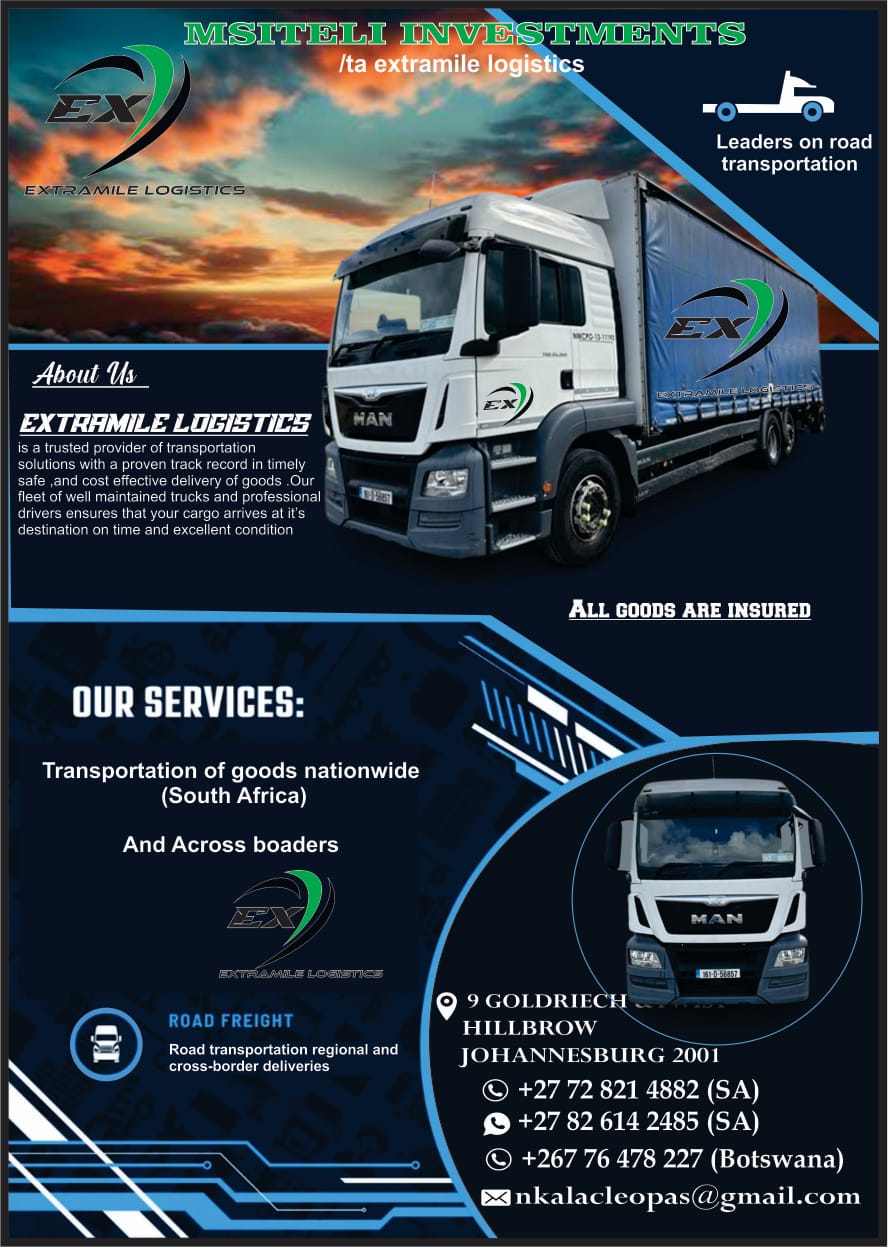 MSITELI INVESTMENTS
/ta extramile logistics
EX
EXTRAMILE LOGISTICS
Leaders on road
transportation
EX
EXTRAMILE LOGISTICS
EX
MAN
161-D-56857
About Us
EXTRAMILE LOGISTICS
is a trusted provider of transportation
solutions with a proven track record in timely
safe ,and cost effective delivery of goods .Our
fleet of well maintained trucks and professional
drivers ensures that your cargo arrives at it's
destination on time and excellent condition
ALL GOODS ARE INSURED
OUR SERVICES:
Transportation of goods nationwide
(South Africa)
And Across boaders
EX
EXTRAMILE LOGISTICS
ROAD FREIGHT
Road transportation regional and
cross-border deliveries
MAN
161-D-56857
9 GOLDRIECH
HILLBROW
JOHANNESBURG 2001
+27 72 821 4882 (SA)
+27 82 614 2485 (SA)
+267 76 478 227 (Botswana)
nkalacleopas@gmail.com